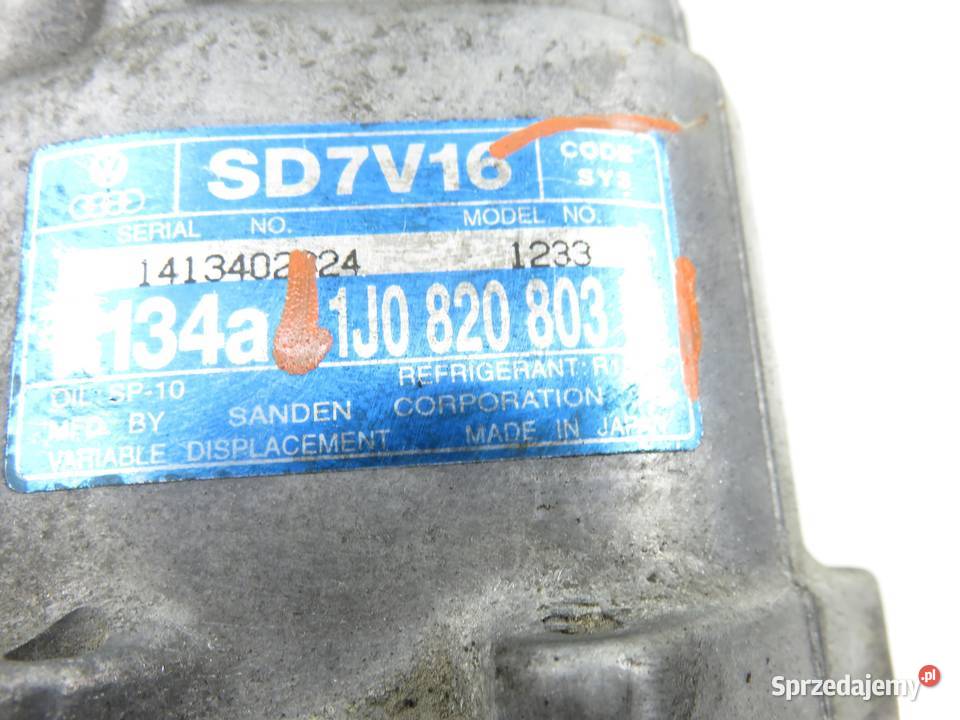 SD7V16
CODE
SYS
SERIAL NO. MODEL NO.
1233
134a 1J0 820 803
REFRIGERANT:
OIL SP-10
MFD. BY SANDEN CORPORATION
VARIABLE DISPLACEMENT MADE IN JAPAN
Sprzedajemy.pl